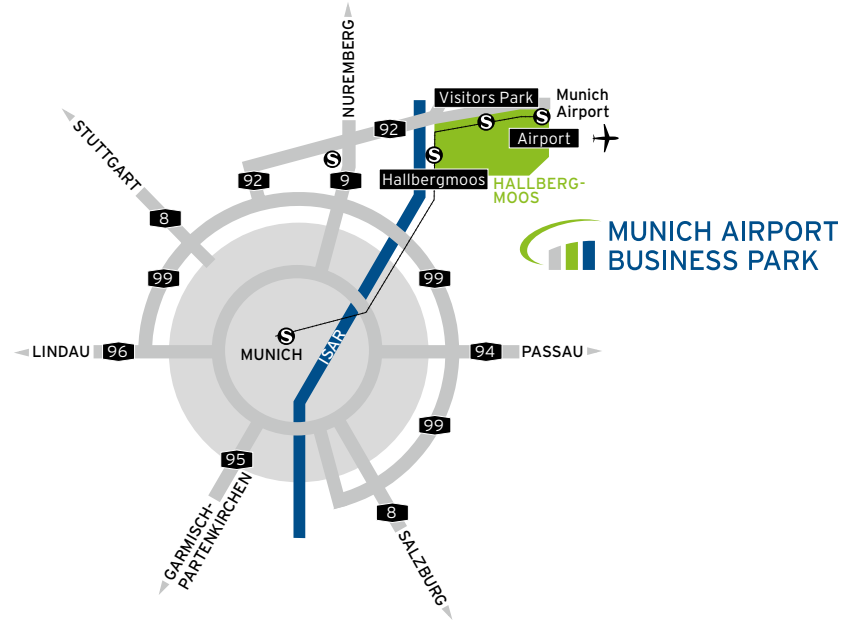 NUREMBERG
Visitors Park
Munich
Airport
92
S
S
Airport
STUTTGART
S
S
92
9
Hallbergmoos
HALLBERG-
MOOS
8
MUNICH AIRPORT
BUSINESS PARK
99
99
S
LINDAU
96
MUNICH
ISAR
94
PASSAU
99
95
GARMISCH-
PARTENKIRCHEN
8
SALZBURG